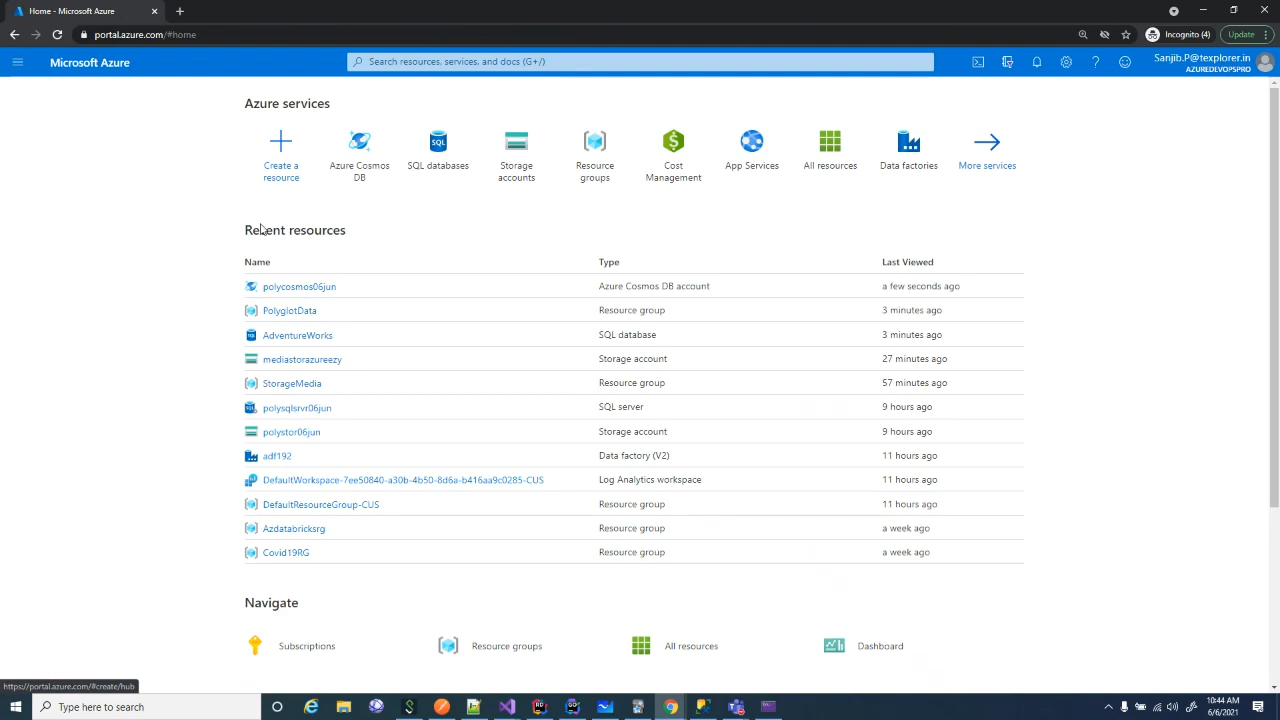 Home - Microsoft Azure
portal.azure.com/#home
Incognito (4)
Update
Microsoft Azure
Search resources, services, and docs (G+/)
Sanjib.P@texplorer.in
AZUREDEVOPSPRO
Azure services
Create a resource
Azure Cosmos DB
SQL databases
Storage accounts
Resource groups
Cost Management
App Services
All resources
Data factories
More services
Recent resources
Name Type Last Viewed
polycosmos06jun Azure Cosmos DB account a few seconds ago
PolyglotData Resource group 3 minutes ago
AdventureWorks SQL database 3 minutes ago
mediastorazureezy Storage account 27 minutes ago
StorageMedia Resource group 57 minutes ago
polysqlsrvr06jun SQL server 9 hours ago
polystor06jun Storage account 9 hours ago
adf192 Data factory (V2) 11 hours ago
DefaultWorkspace-7ee50840-a30b-4b50-8d6a-b416aa9c0285-CUS Log Analytics workspace 11 hours ago
DefaultResourceGroup-CUS Resource group 11 hours ago
Azdatabricksrg Resource group a week ago
Covid19RG Resource group a week ago
Navigate
Subscriptions Resource groups All resources Dashboard
https://portal.azure.com/#create/hub
Type here to search
10:44 AM
6/6/2021